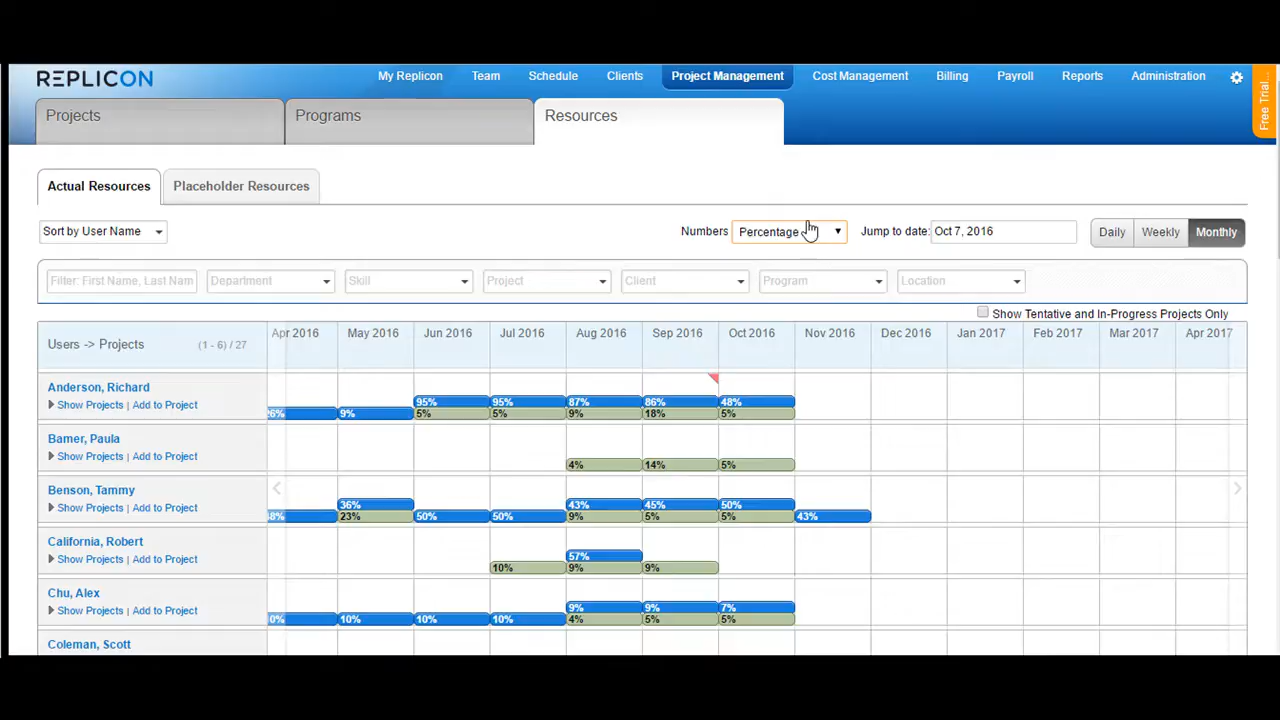 REPLICON My Replicon Team Schedule Clients Project Management Cost Management Billing Payroll Reports Administration
Free Trial...
Projects Programs Resources
Actual Resources Placeholder Resources
Sort by User Name Numbers Percentage Jump to date: Oct 7, 2016 Daily Weekly Monthly
Filter: First Name, Last Nam Department Skill Project Client Program Location
Show Tentative and In-Progress Projects Only
Users -> Projects (1 - 6) / 27 Apr 2016 May 2016 Jun 2016 Jul 2016 Aug 2016 Sep 2016 Oct 2016 Nov 2016 Dec 2016 Jan 2017 Feb 2017 Mar 2017 Apr 2017
Anderson, Richard
95% 95% 87% 86% 48%
Show Projects | Add to Project 9% 5% 5% 9% 18% 5%
Bamer, Paula
Show Projects | Add to Project 4% 14% 5%
Benson, Tammy
36% 43% 45% 50%
Show Projects | Add to Project 23% 50% 50% 9% 5% 5% 43%
California, Robert
57%
Show Projects | Add to Project 10% 9% 9%
Chu, Alex
9% 9% 7%
Show Projects | Add to Project 0% 10% 10% 10% 4% 5% 5%
Coleman, Scott